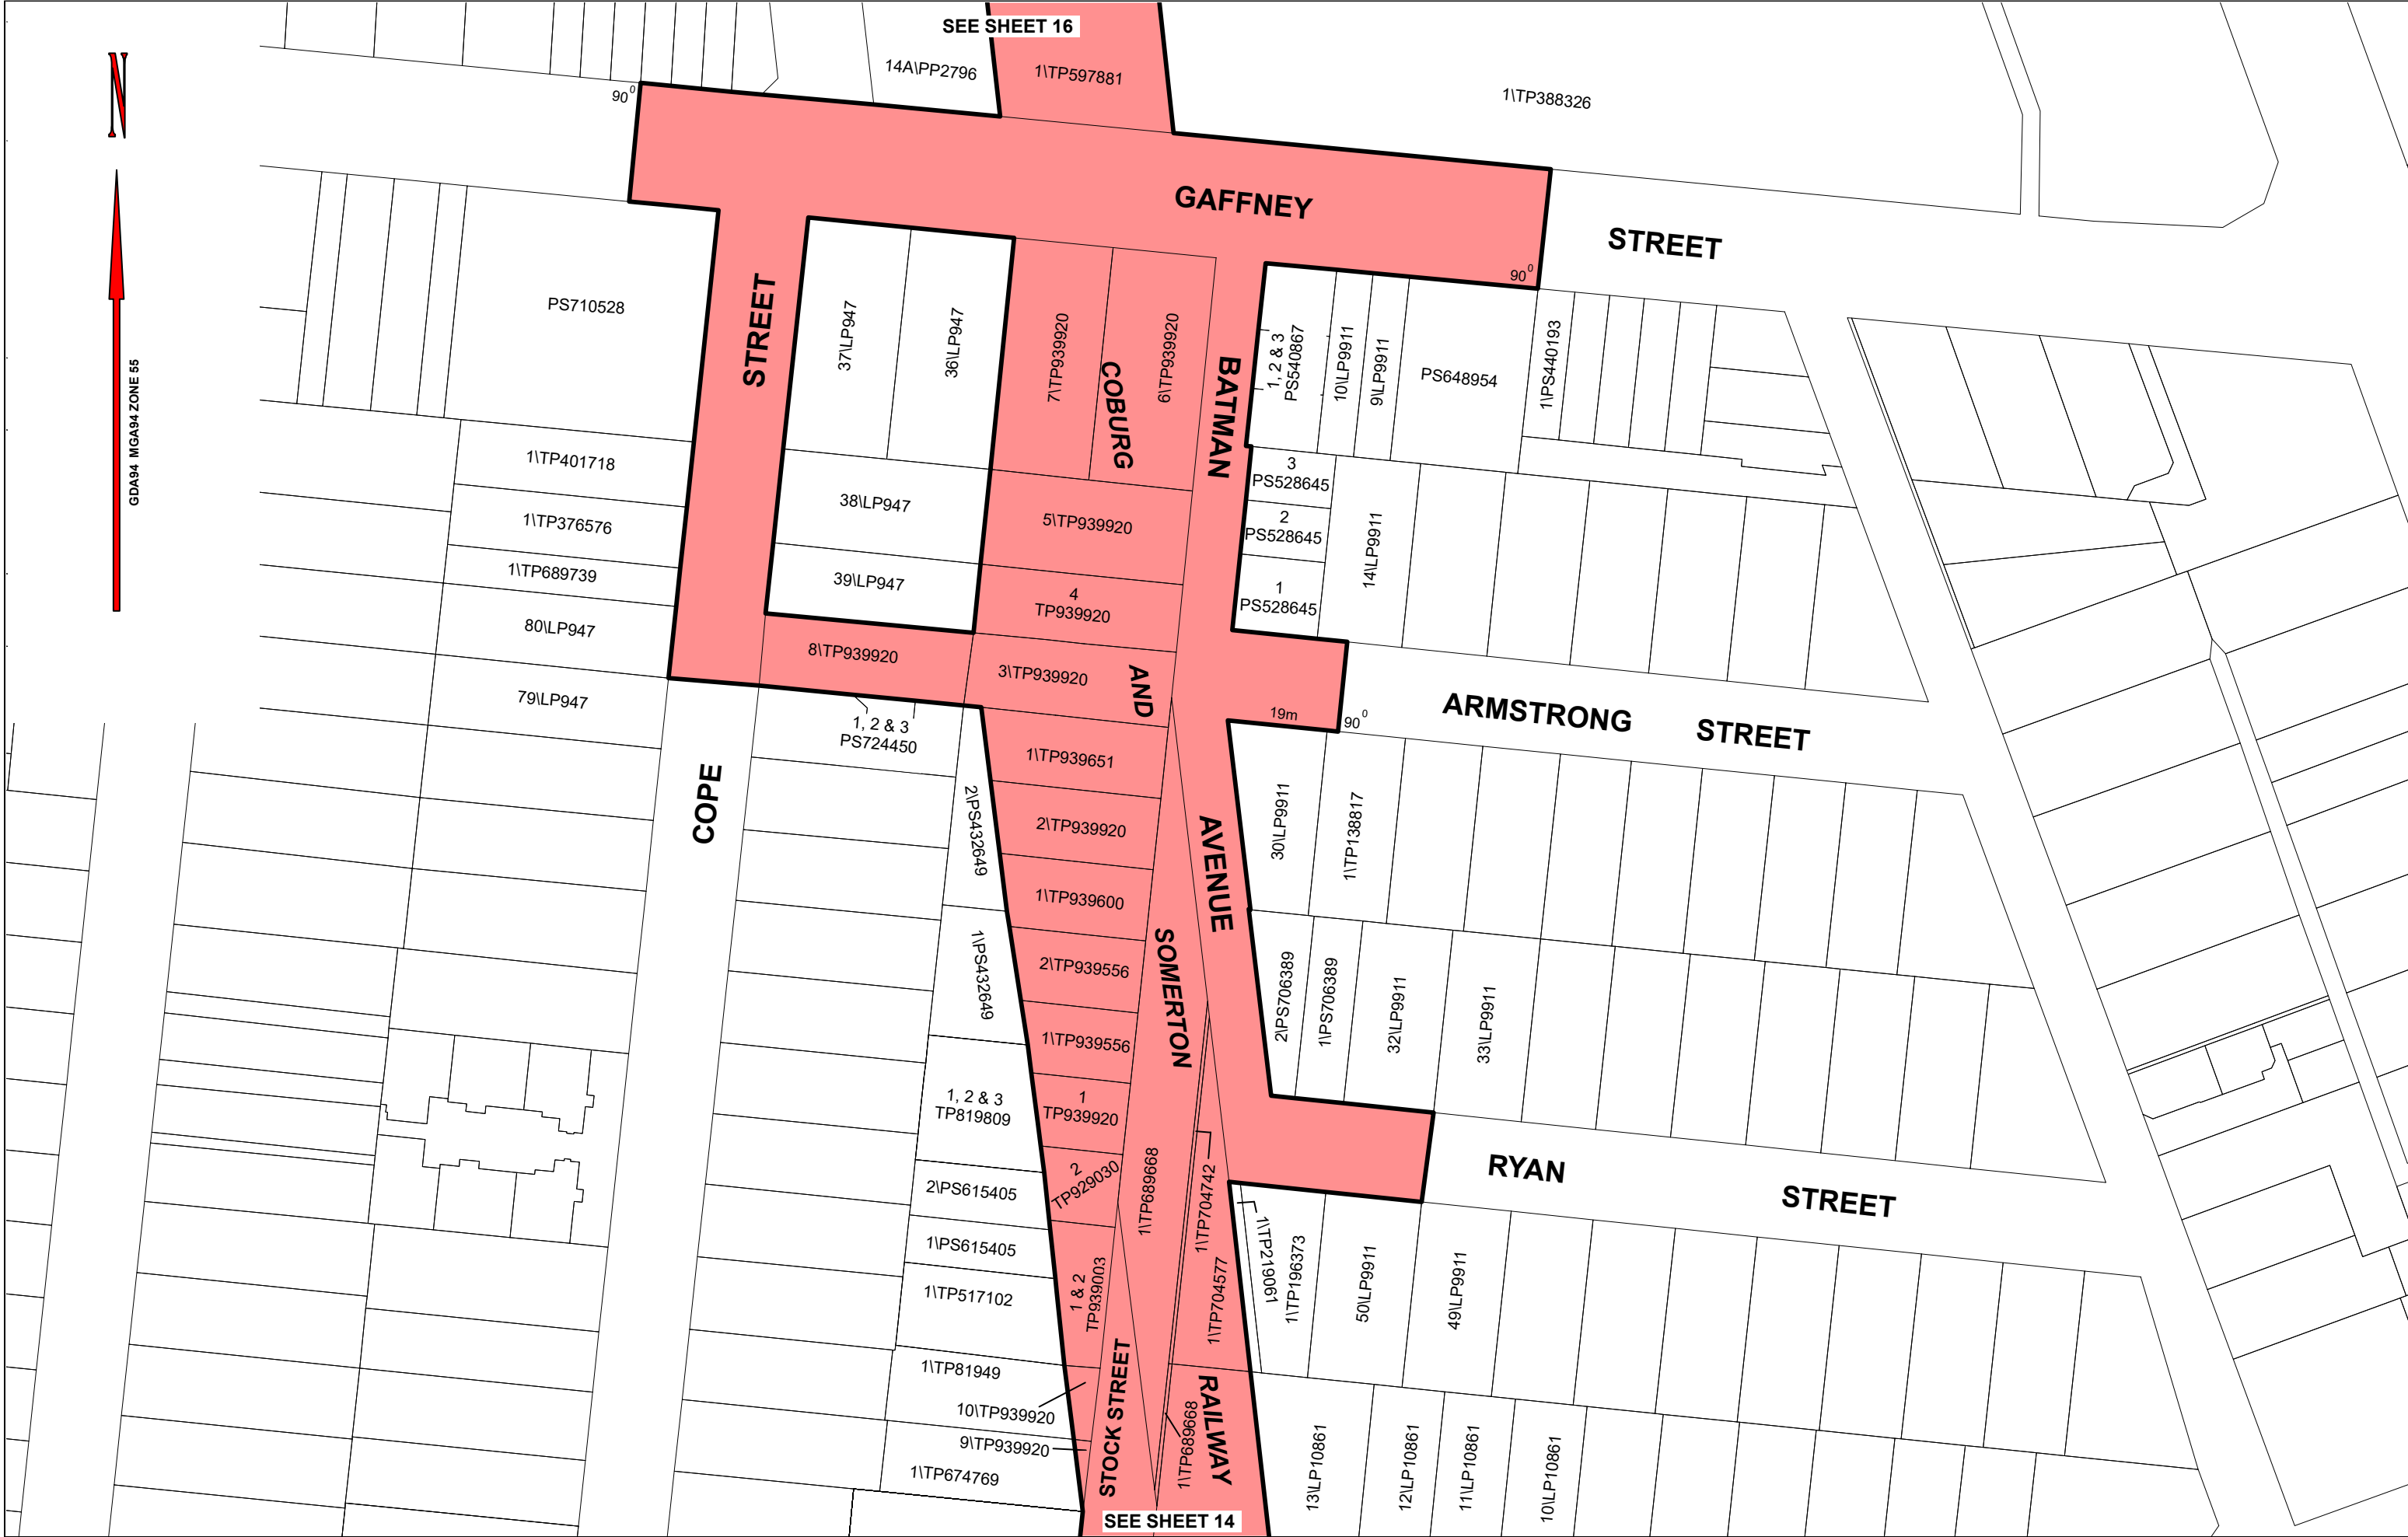 SEE SHEET 16
14A\PP2796
1\TP597881
1\TP388326
N
90⁰
GAFFNEY
STREET
90⁰
GDA94 MGA94 ZONE 55
PS710528
STREET
37\LP947
36\LP947
7\TP939920
COBURG
6\TP939920
BATMAN
1, 2 & 3
PS540867
10\LP9911
9\LP9911
PS648954
1\PS440193
1\TP401718
1\TP376576
1\TP689739
80\LP947
79\LP947
38\LP947
39\LP947
5\TP939920
4
TP939920
3
PS528645
2
PS528645
1
PS528645
14\LP9911
8\TP939920
3\TP939920
AND
19m
90⁰
ARMSTRONG
STREET
1, 2 & 3
PS724450
COPE
2\PS432649
1\PS432649
1\TP939651
2\TP939920
1\TP939600
2\TP939556
1\TP939556
1
TP939920
SOMERTON
AVENUE
30\LP9911
1\TP138817
2\PS706389
1\PS706389
32\LP9911
33\LP9911
1, 2 & 3
TP819809
2\PS615405
1\PS615405
1\TP517102
1\TP81949
10\TP939920
9\TP939920
1\TP674769
2
TP929030
1 & 2
TP939003
1\TP689668
1\TP704742
1\TP704577
1\TP219061
1\TP196373
50\LP9911
49\LP9911
RYAN
STREET
STOCK STREET
1\TP689668
RAILWAY
13\LP10861
12\LP10861
11\LP10861
10\LP10861
SEE SHEET 14